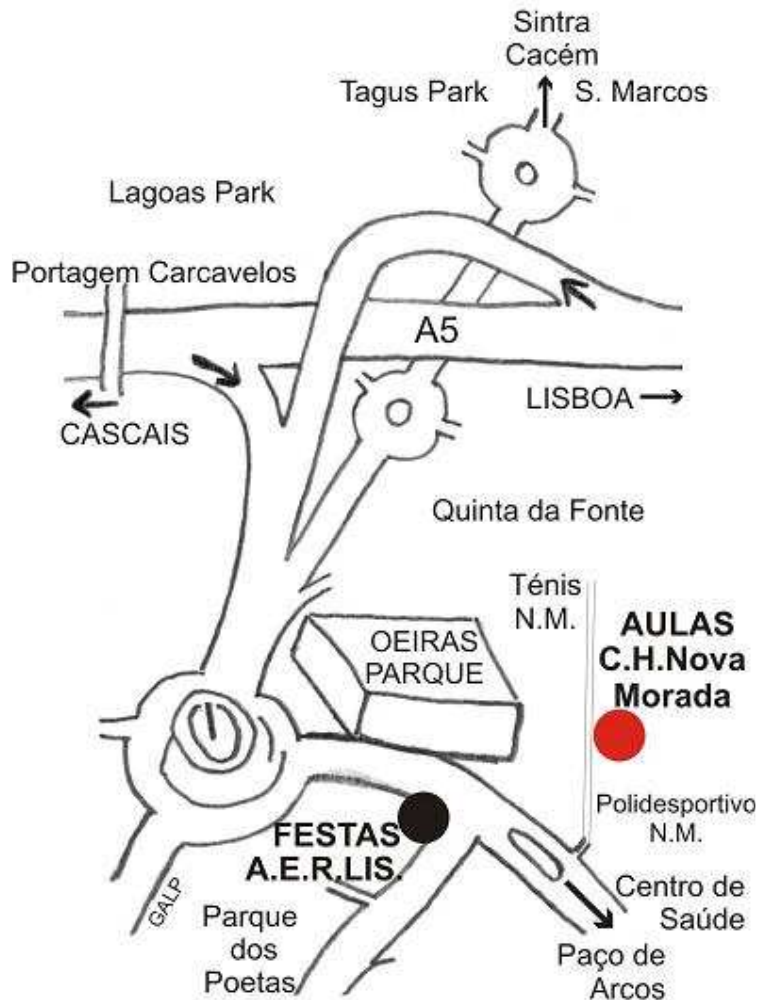 Sintra
Cacém
Tagus Park
S. Marcos
Lagoas Park
Portagem Carcavelos
A5
LISBOA
CASCAIS
Quinta da Fonte
Ténis
N.M.
AULAS
C.H.Nova
Morada
OEIRAS
PARQUE
Polidesportivo
N.M.
FESTAS
A.E.R.LIS.
GALP
Centro de
Saúde
Parque
dos
Poetas
Paço de
Arcos